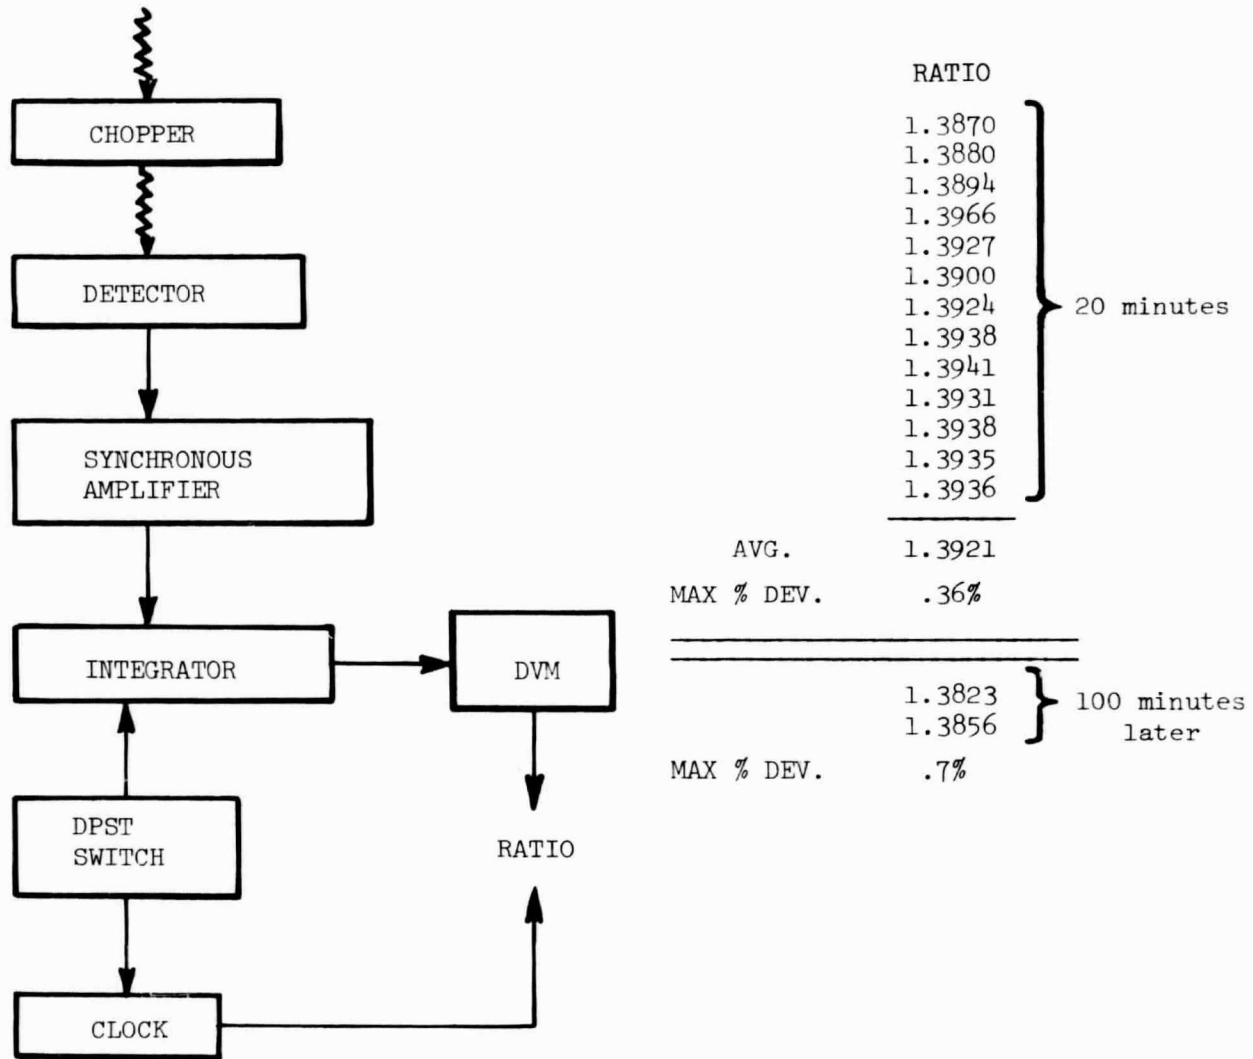 CHOPPER
DETECTOR
SYNCHRONOUS
AMPLIFIER
INTEGRATOR
DVM
DPST
SWITCH
RATIO
CLOCK
RATIO
1.3870
1.3880
1.3894
1.3966
1.3927
1.3900
1.3924
1.3938
1.3941
1.3931
1.3938
1.3935
1.3936
20 minutes
AVG. 1.3921
MAX % DEV. .36%
1.3823
1.3856
100 minutes
later
MAX % DEV. .7%